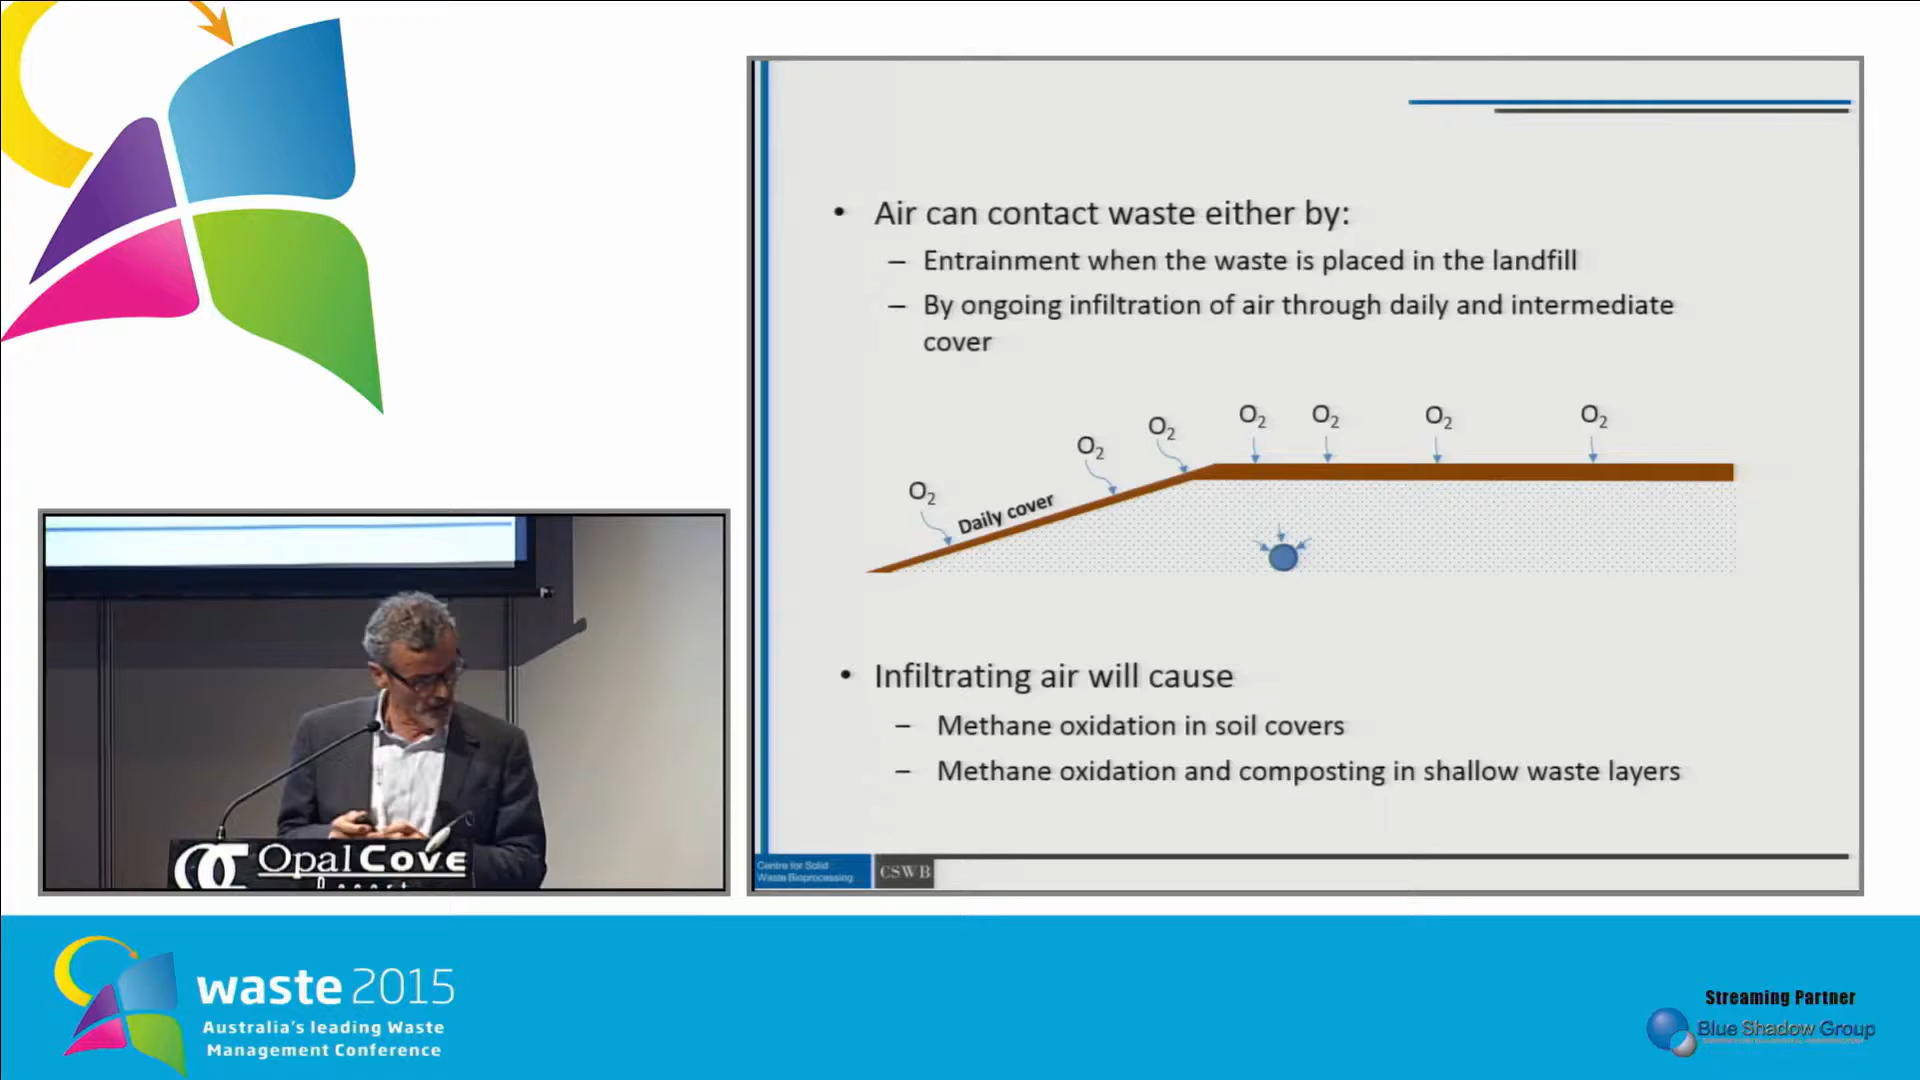 • Air can contact waste either by:
– Entrainment when the waste is placed in the landfill
– By ongoing infiltration of air through daily and intermediate
cover
O2 O2 O2 O2 O2 O2 O2
Daily cover
• Infiltrating air will cause
– Methane oxidation in soil covers
– Methane oxidation and composting in shallow waste layers
Centre for Solid
Waste Bioprocessing
CSWB
Opal Cove
waste 2015
Australia's leading Waste
Management Conference
Streaming Partner
Blue Shadow Group